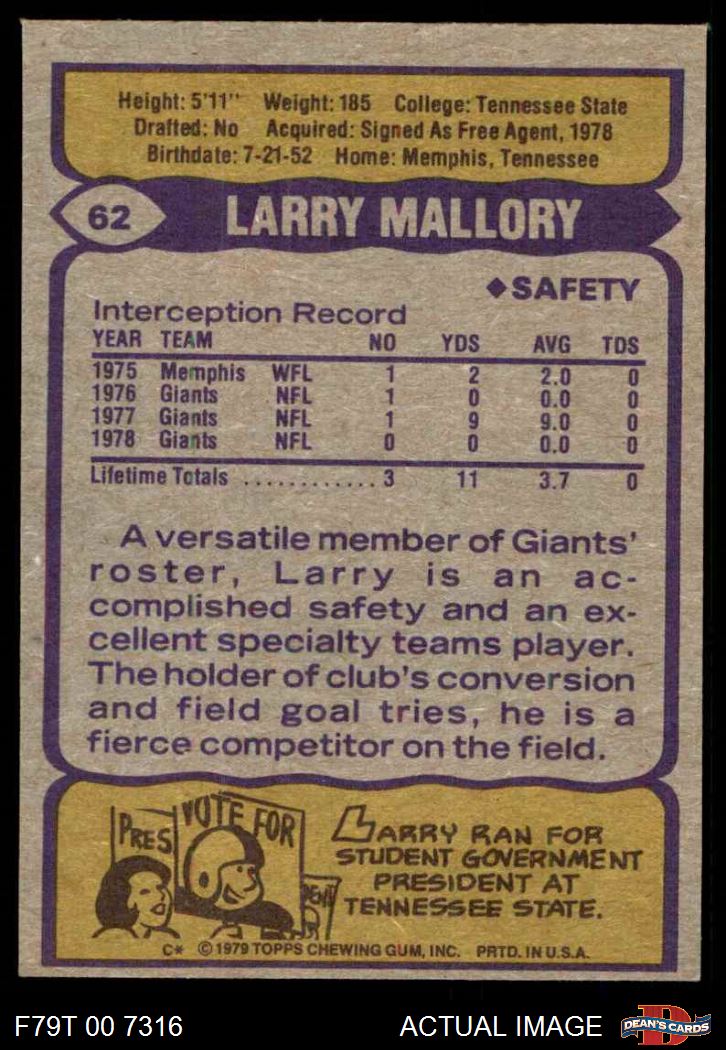 Height: 5'11" Weight: 185 College: Tennessee State
Drafted: No Acquired: Signed As Free Agent, 1978
Birthdate: 7-21-52 Home: Memphis, Tennessee
62 LARRY MALLORY
◆SAFETY
Interception Record
YEAR TEAM NO YDS AVG TDS
1975 Memphis WFL 1 2 2.0 0
1976 Giants NFL 1 0 0.0 0
1977 Giants NFL 1 9 9.0 0
1978 Giants NFL 0 0 0.0 0
Lifetime Totals ............ 3 11 3.7 0
A versatile member of Giants'
roster, Larry is an ac-
complished safety and an ex-
cellent specialty teams player.
The holder of club's conversion
and field goal tries, he is a
fierce competitor on the field.
PRES
VOTE FOR
DENT
LARRY RAN FOR
STUDENT GOVERNMENT
PRESIDENT AT
TENNESSEE STATE.
C* © 1979 TOPPS CHEWING GUM, INC. PRTD. IN U.S.A.
F79T 00 7316 ACTUAL IMAGE D DEAN'S CARDS